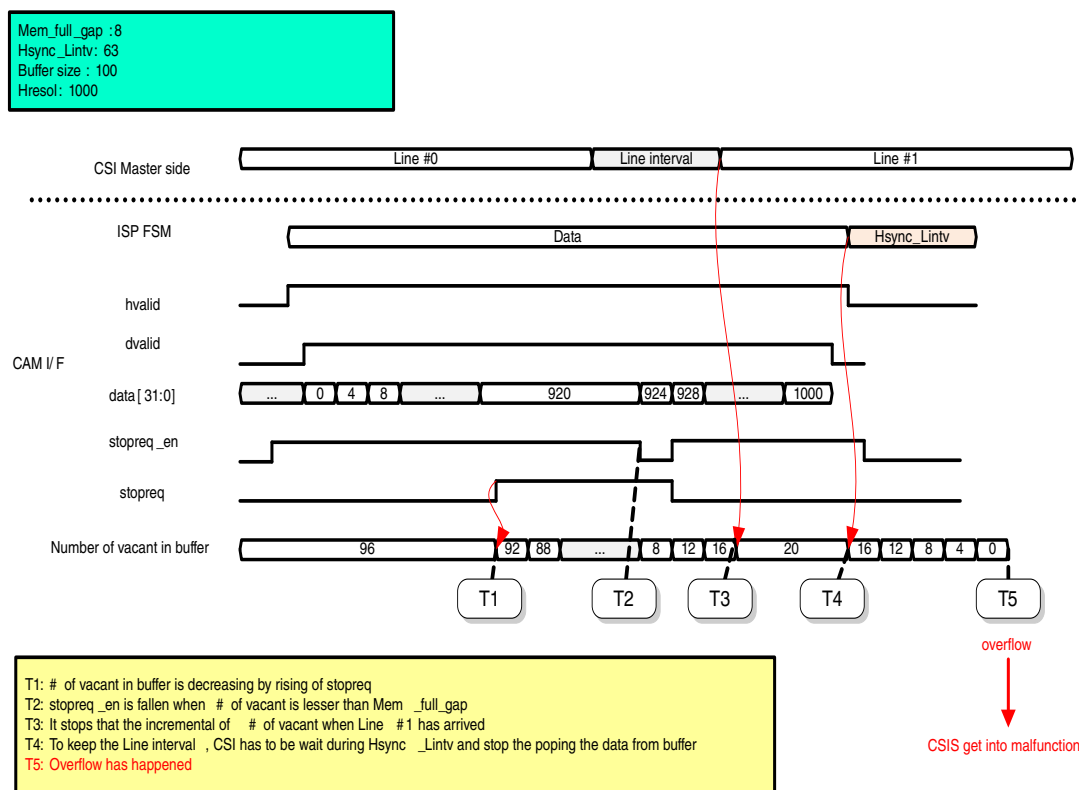 Mem_full_gap :8
Hsync_Lintv: 63
Buffer size : 100
Hresol: 1000
CSI Master side
Line #0 Line interval Line #1
ISP FSM
Data Hsync_Lintv
hvalid
dvalid
CAM I/ F
data[ 31:0]
... 0 4 8 ... 920 924 928 ... 1000
stopreq _en
stopreq
Number of vacant in buffer
96 92 88 ... 8 12 16 20 16 12 8 4 0
T1 T2 T3 T4 T5
overflow
CSIS get into malfunction
T1: # of vacant in buffer is decreasing by rising of stopreq
T2: stopreq _en is fallen when # of vacant is lesser than Mem _full_gap
T3: It stops that the incremental of # of vacant when Line #1 has arrived
T4: To keep the Line interval , CSI has to be wait during Hsync _Lintv and stop the poping the data from buffer
T5: Overflow has happened